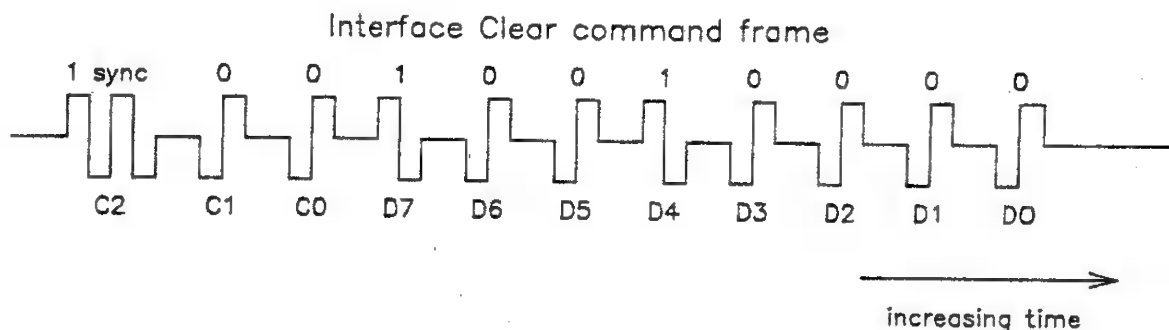 Interface Clear command frame
1 sync 0 0 1 0 0 1 0 0 0 0
C2 C1 C0 D7 D6 D5 D4 D3 D2 D1 D0
increasing time